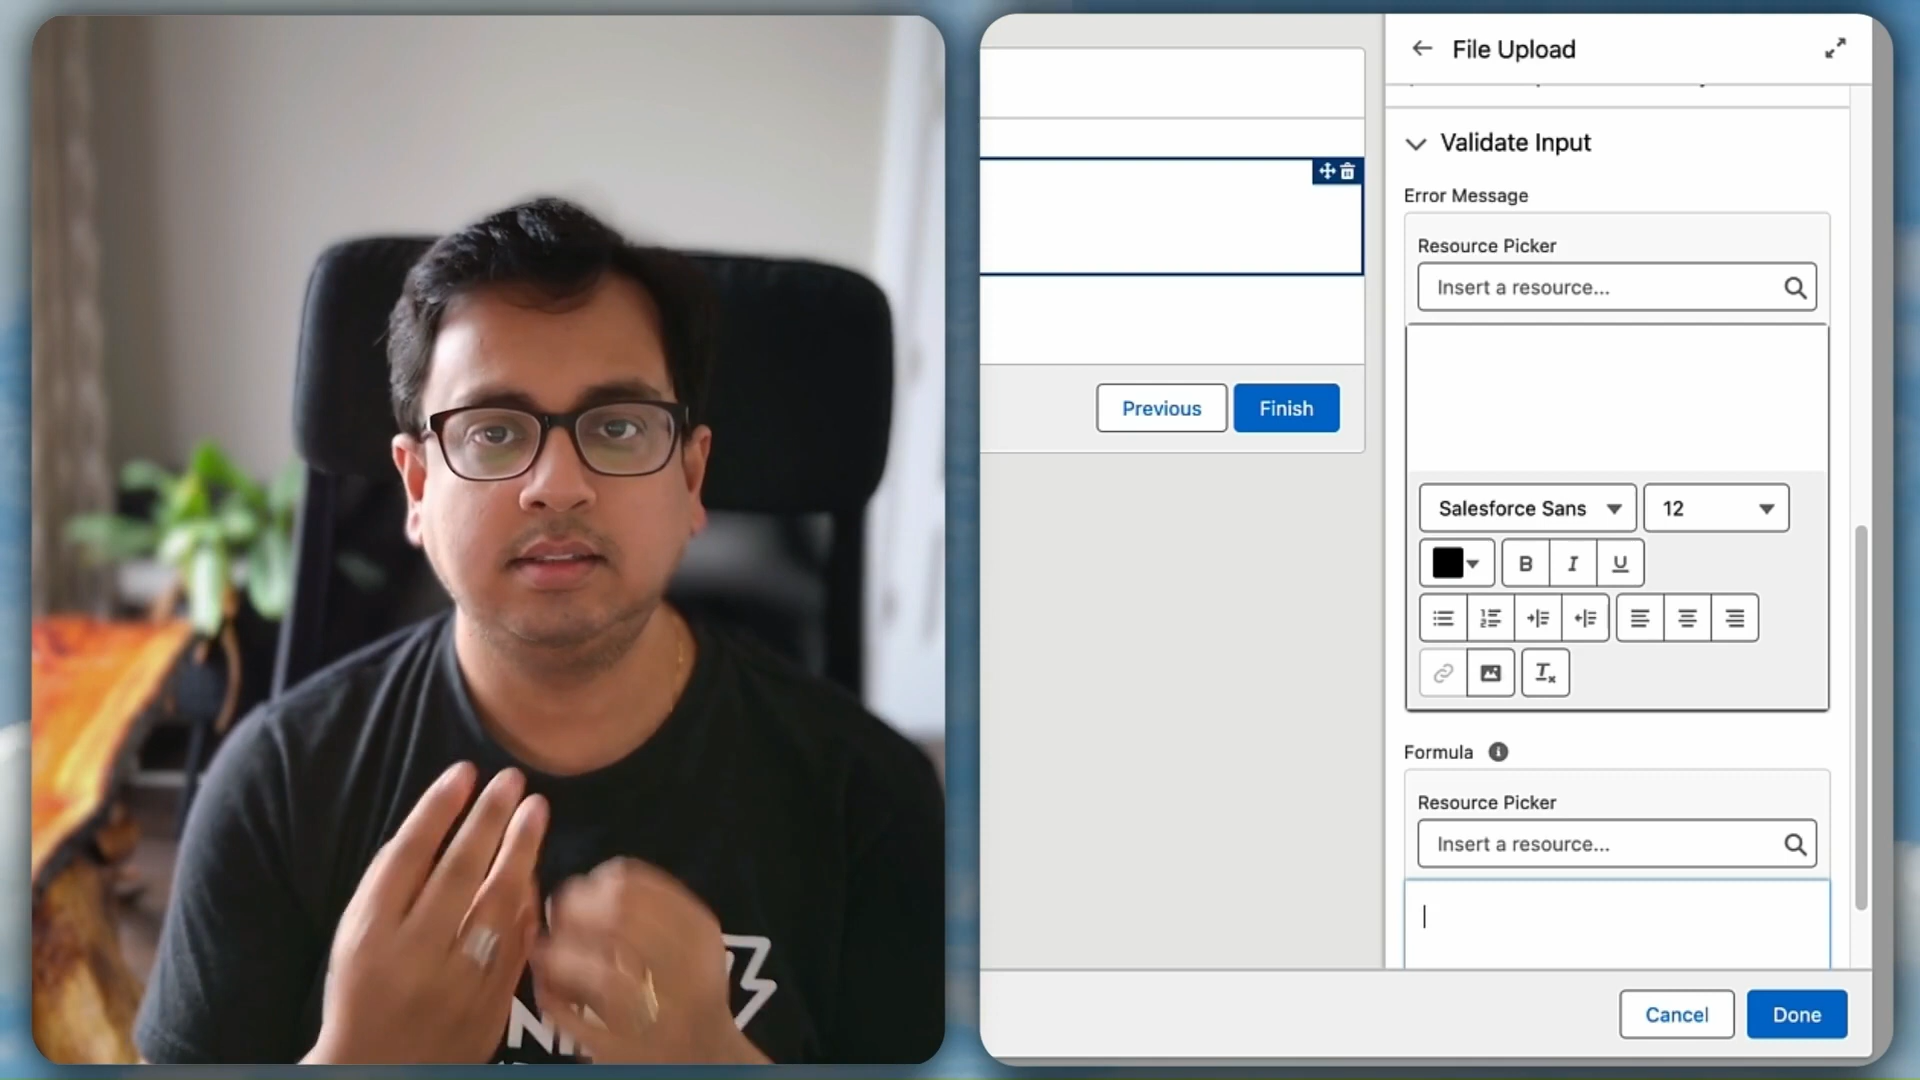 File Upload
Validate Input
Error Message
Resource Picker
Insert a resource...
Previous
Finish
Salesforce Sans
12
B I U
Formula
Resource Picker
Insert a resource...
Cancel
Done